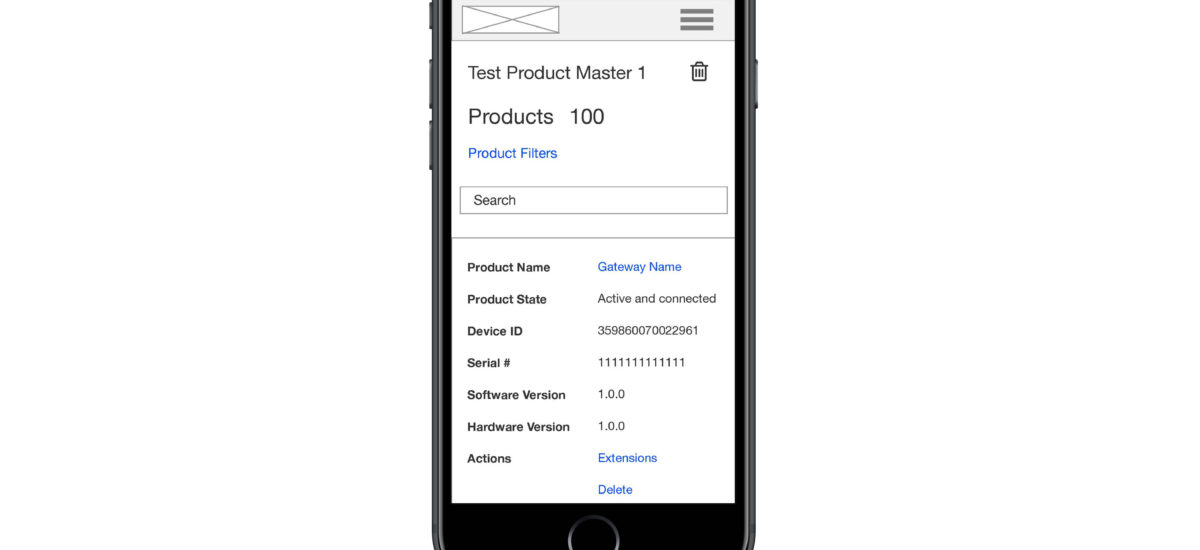 Test Product Master 1
Products 100
Product Filters
Search
Product Name Gateway Name
Product State Active and connected
Device ID 359860070022961
Serial # 1111111111111
Software Version 1.0.0
Hardware Version 1.0.0
Actions Extensions
Delete